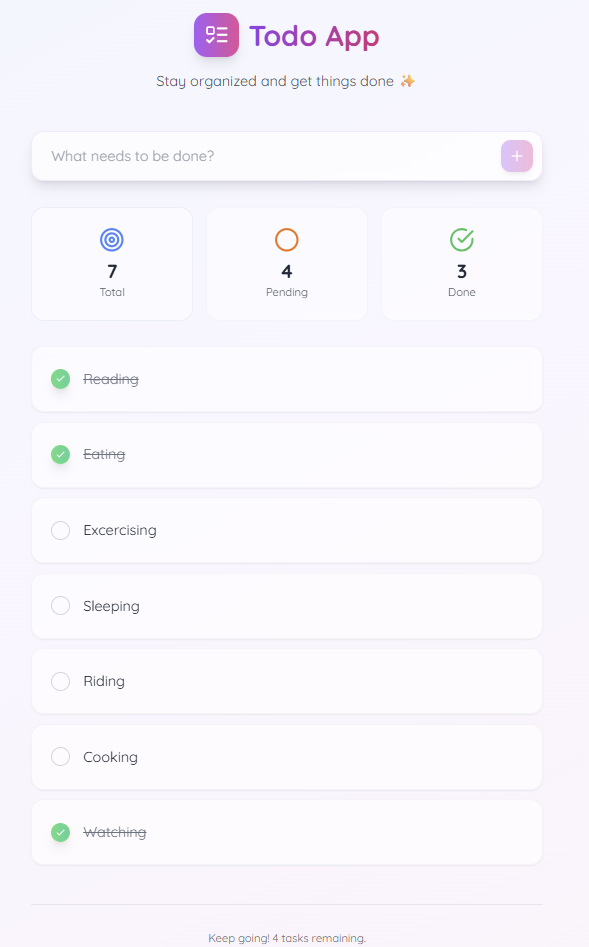 Todo App
Stay organized and get things done ✨
What needs to be done?
7
Total
4
Pending
3
Done
Reading
Eating
Excercising
Sleeping
Riding
Cooking
Watching
Keep going! 4 tasks remaining.